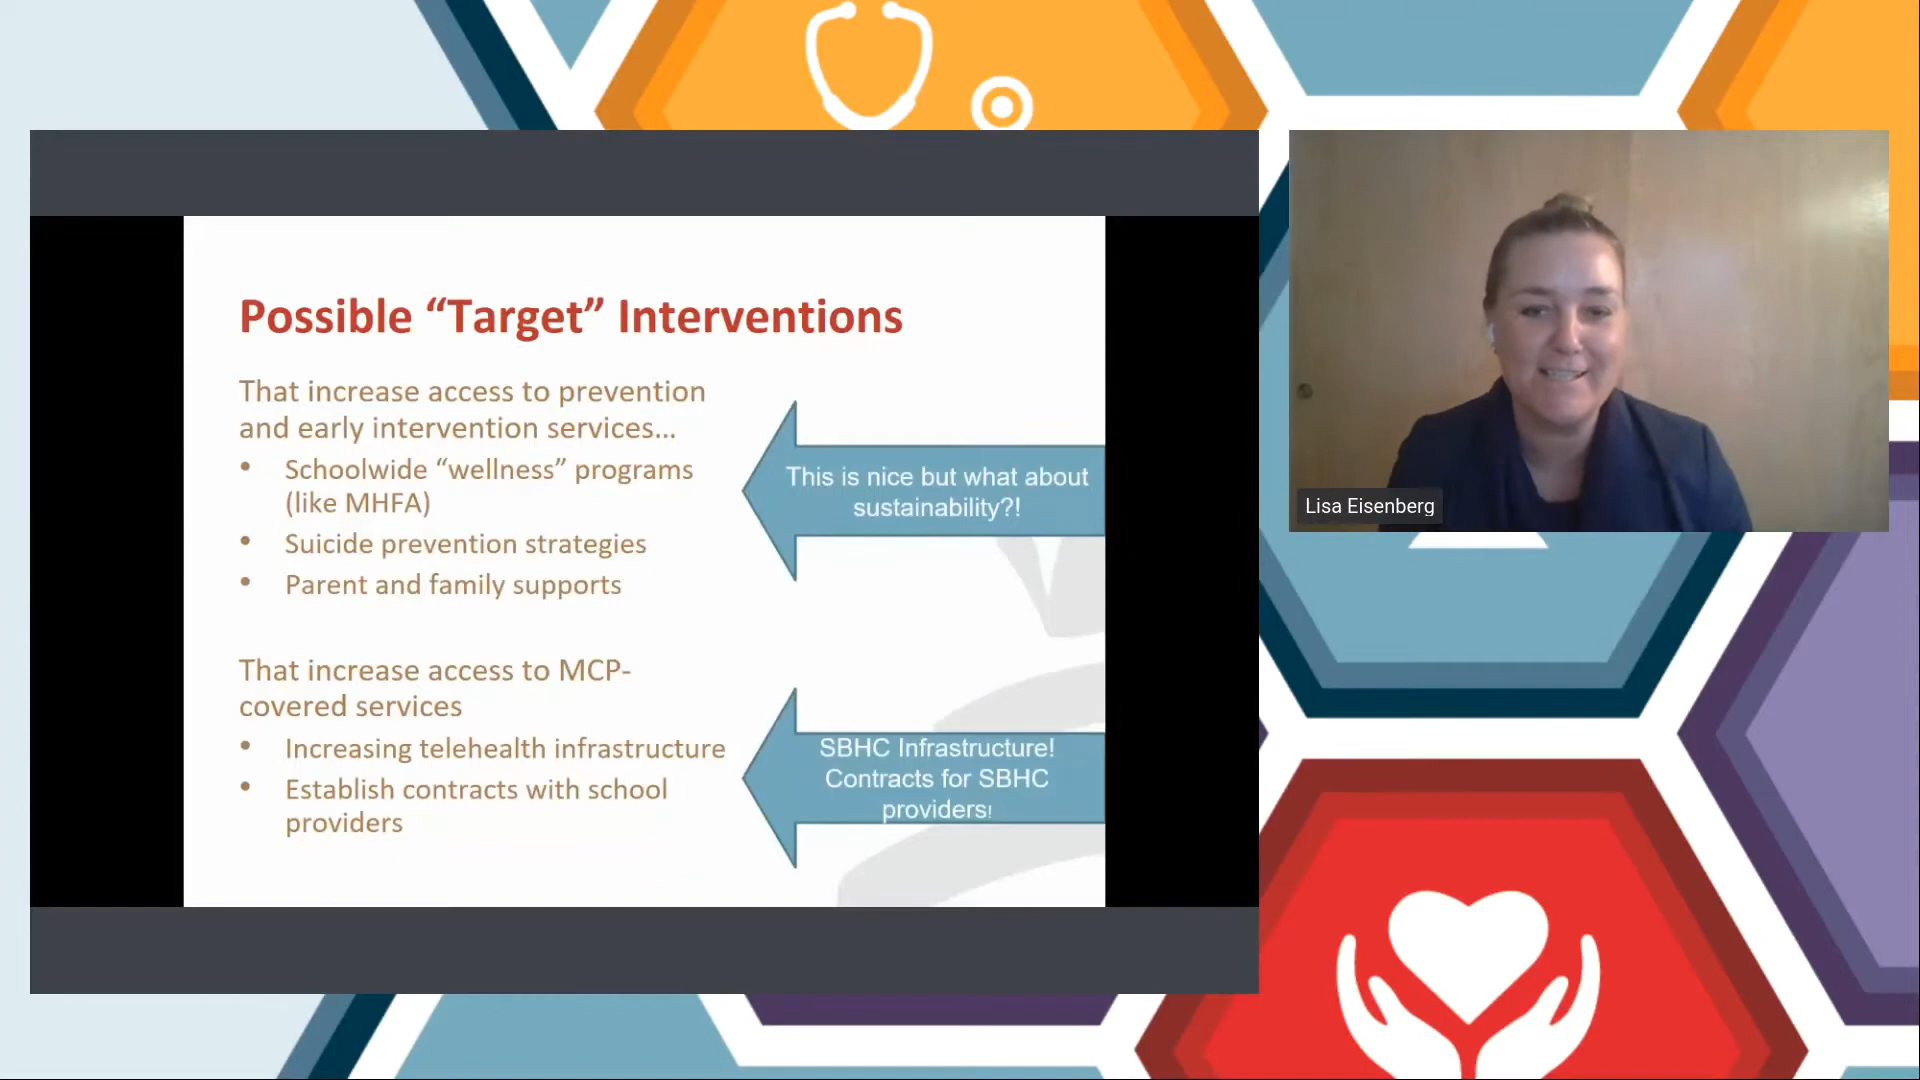 Possible “Target” Interventions
That increase access to prevention
and early intervention services...
• Schoolwide “wellness” programs
(like MHFA)
• Suicide prevention strategies
• Parent and family supports
This is nice but what about
sustainability?!
That increase access to MCP-
covered services
• Increasing telehealth infrastructure
• Establish contracts with school
providers
SBHC Infrastructure!
Contracts for SBHC
providers!
Lisa Eisenberg